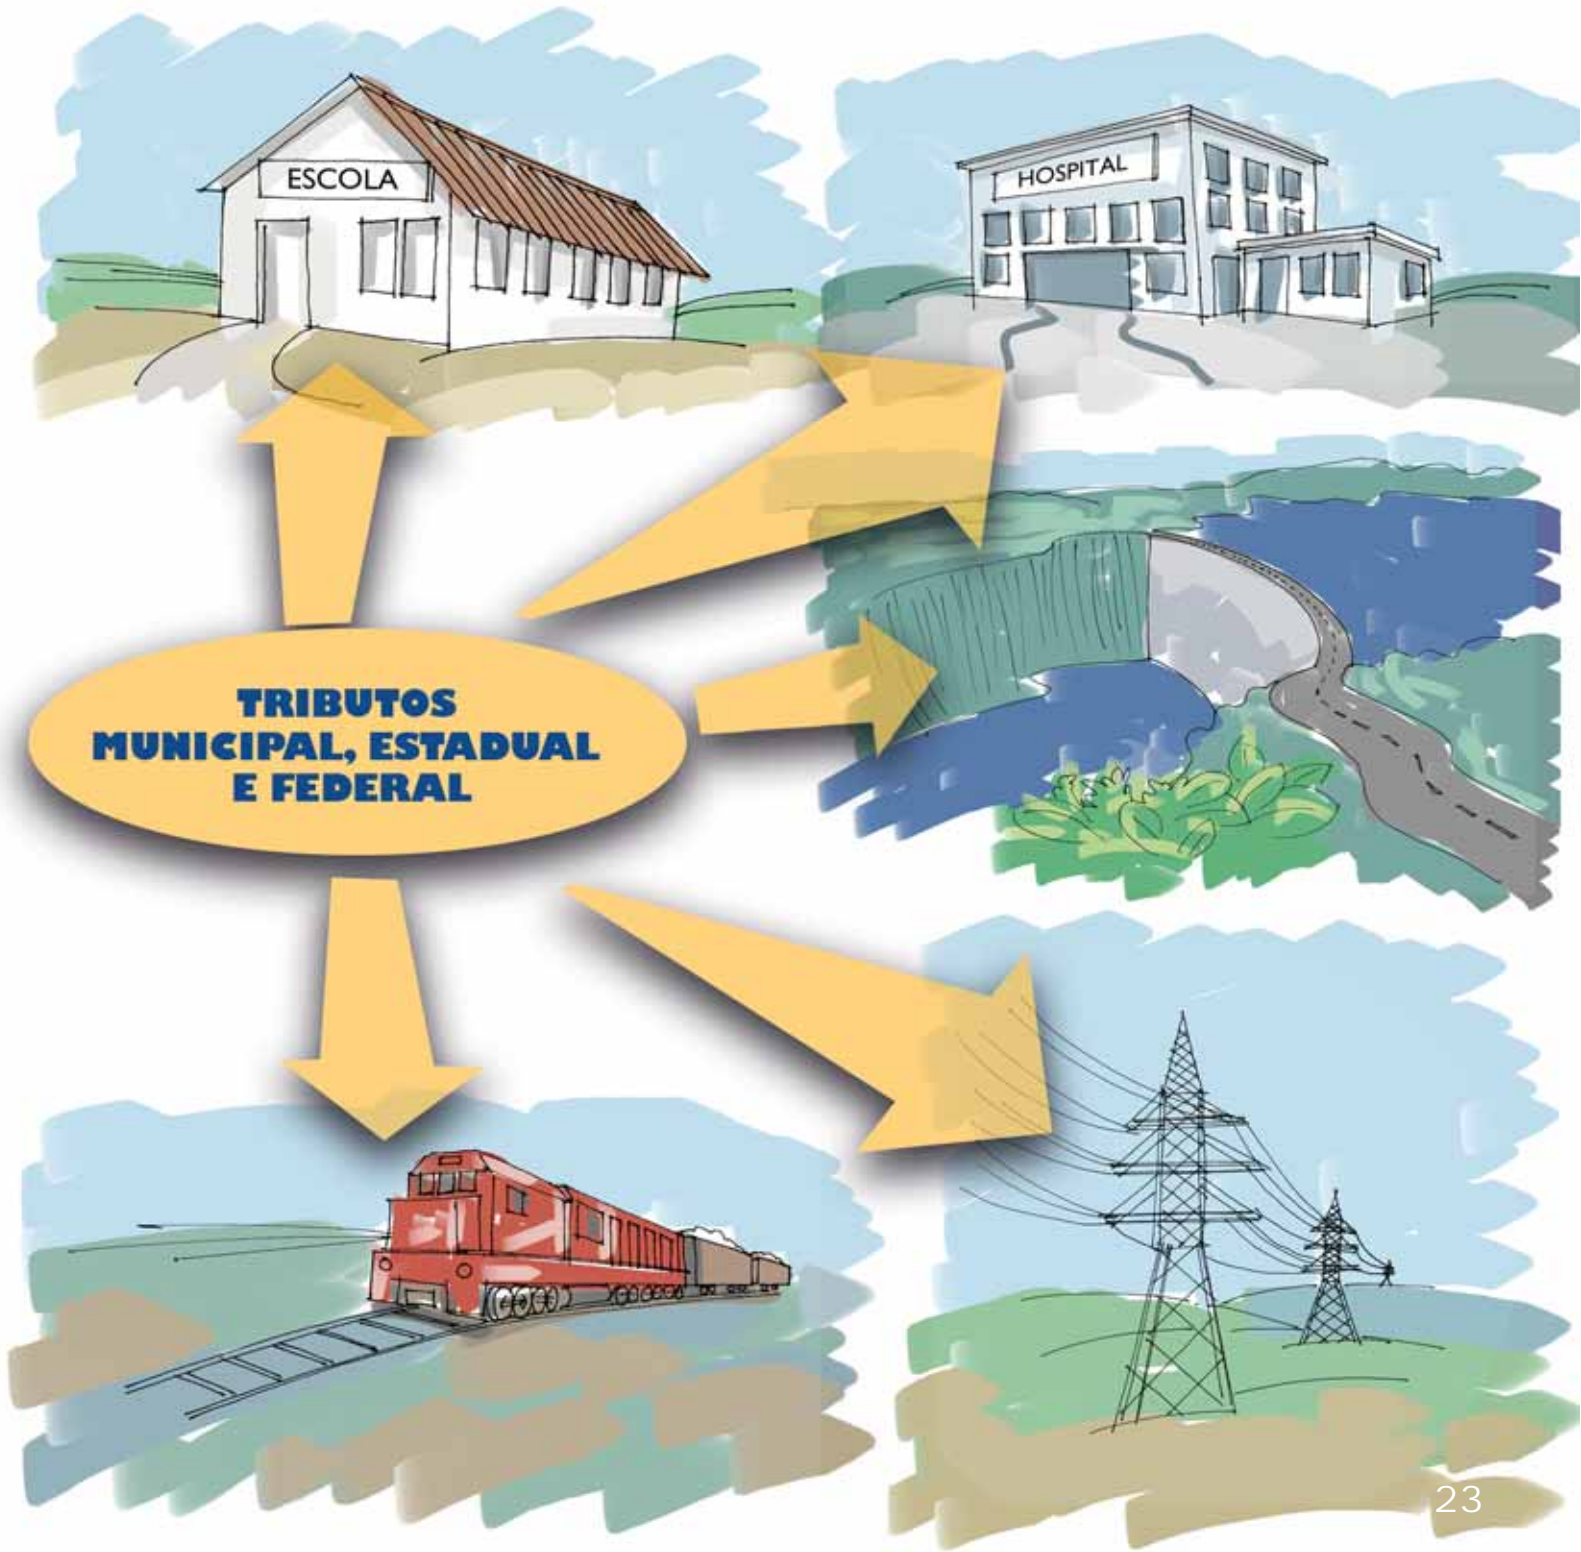 ESCOLA
HOSPITAL
TRIBUTOS
MUNICIPAL, ESTADUAL
E FEDERAL
23